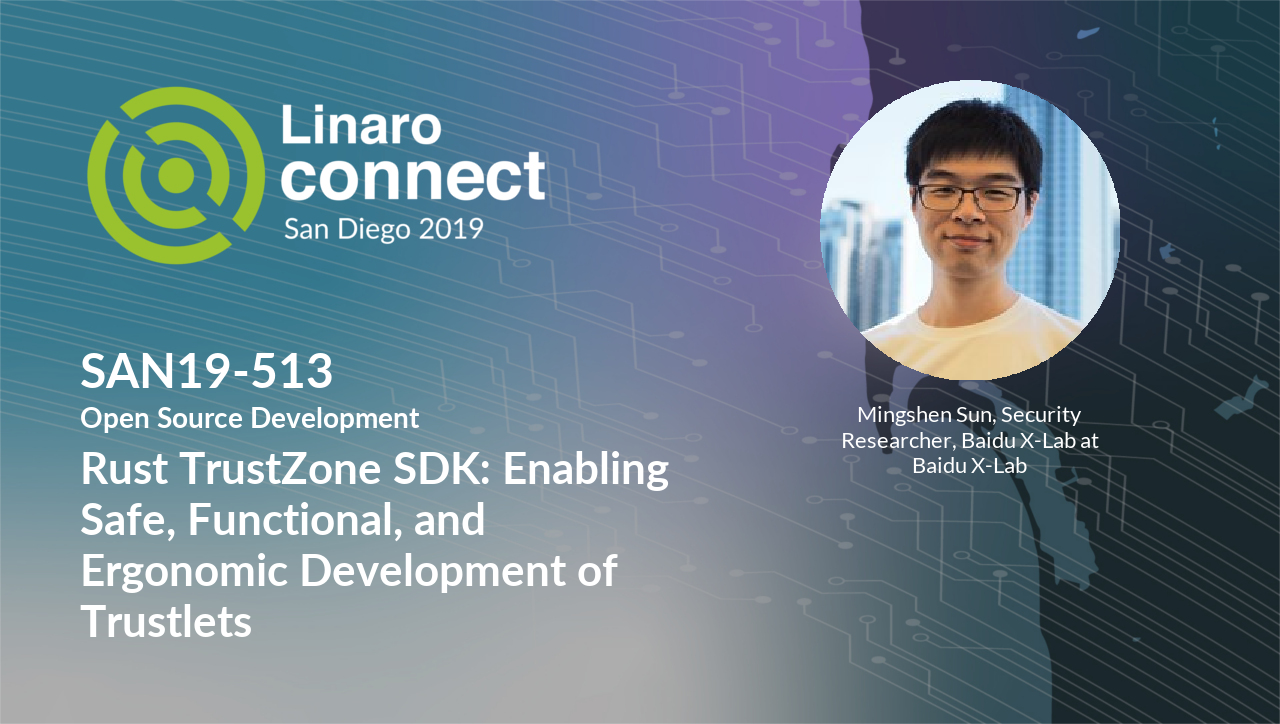 Linaro
connect
San Diego 2019
SAN19-513
Open Source Development
Rust TrustZone SDK: Enabling
Safe, Functional, and
Ergonomic Development of
Trustlets
Mingshen Sun, Security
Researcher, Baidu X-Lab at
Baidu X-Lab